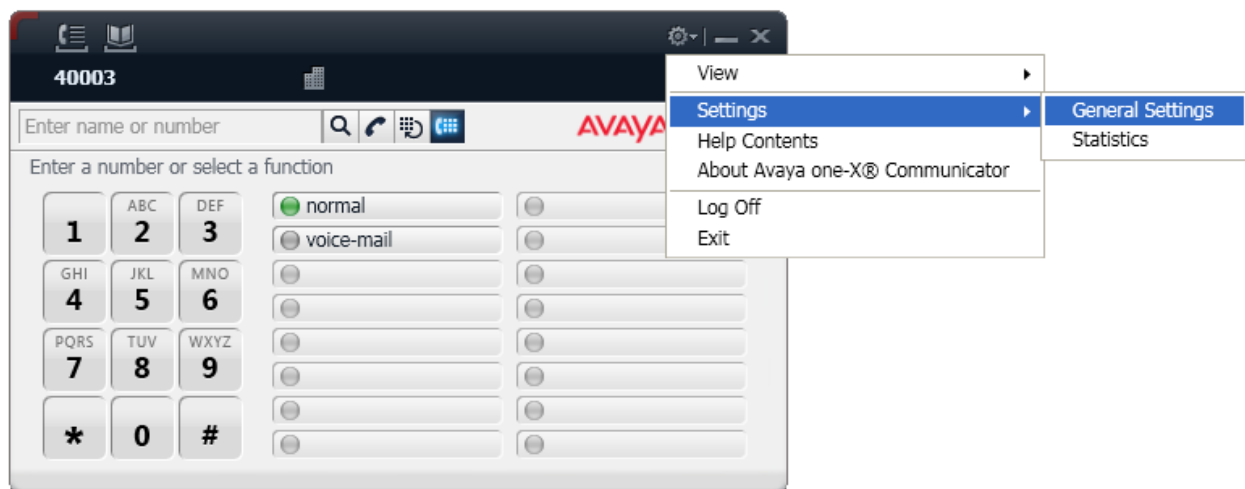 40003
View
Settings
General Settings
Help Contents
Statistics
About Avaya one-X® Communicator
Log Off
Exit
Enter name or number
AVAYA
Enter a number or select a function
1
ABC
2
DEF
3
normal
voice-mail
GHI
4
JKL
5
MNO
6
PQRS
7
TUV
8
WXYZ
9
*
0
#